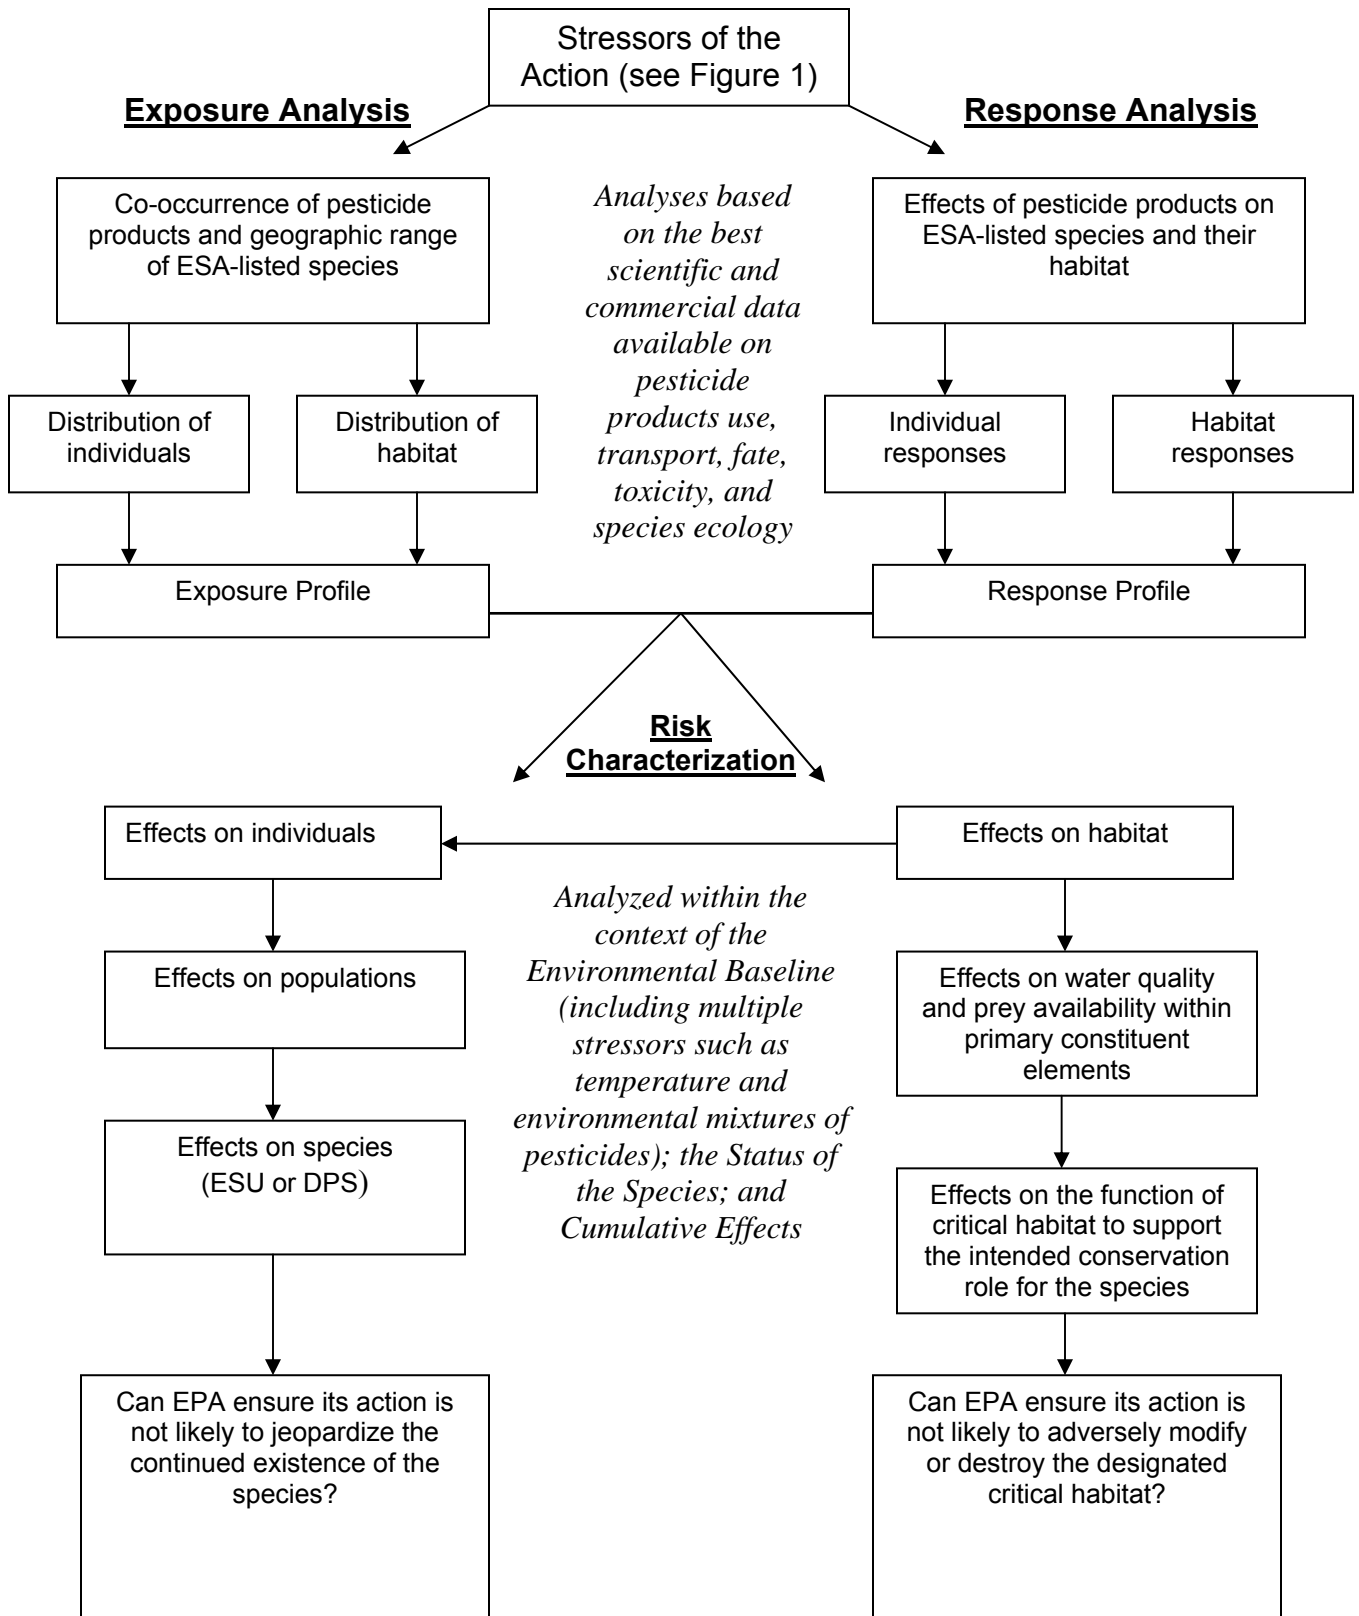 Stressors of the
Action (see Figure 1)
Exposure Analysis
Response Analysis
Co-occurrence of pesticide
products and geographic range
of ESA-listed species
Analyses based
on the best
scientific and
commercial data
available on
pesticide
products use,
transport, fate,
toxicity, and
species ecology
Effects of pesticide products on
ESA-listed species and their
habitat
Distribution of
individuals
Distribution of
habitat
Individual
responses
Habitat
responses
Exposure Profile
Response Profile
Risk
Characterization
Effects on individuals
Effects on habitat
Analyzed within the
context of the
Environmental Baseline
(including multiple
stressors such as
temperature and
environmental mixtures of
pesticides); the Status of
the Species; and
Cumulative Effects
Effects on populations
Effects on water quality
and prey availability within
primary constituent
elements
Effects on species
(ESU or DPS)
Effects on the function of
critical habitat to support
the intended conservation
role for the species
Can EPA ensure its action is
not likely to jeopardize the
continued existence of the
species?
Can EPA ensure its action is
not likely to adversely modify
or destroy the designated
critical habitat?